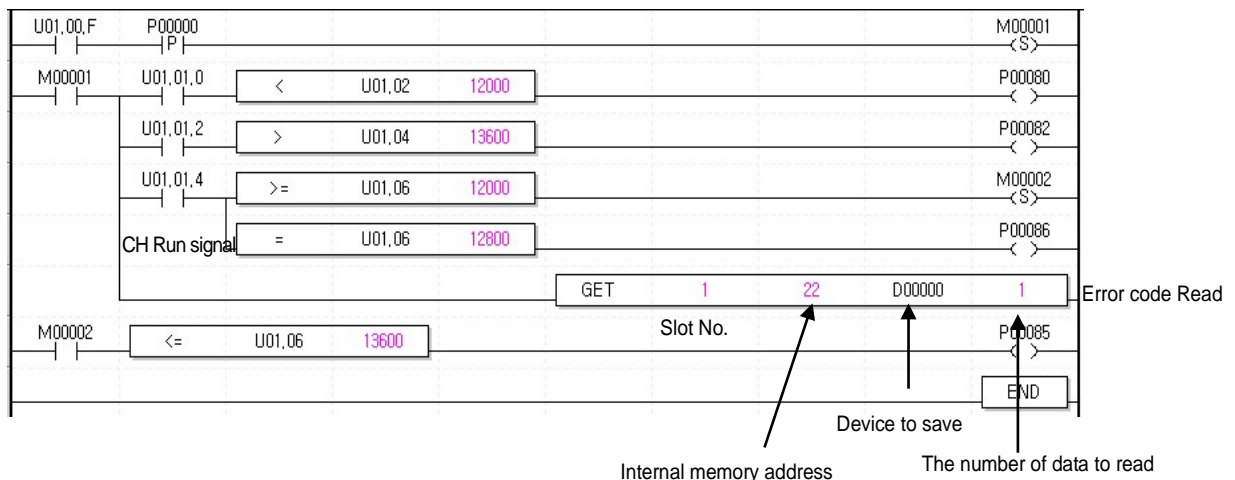 U01,00,F P00000 M00001
P S
M00001 U01,01,0 < U01,02 12000 P00080
U01,01,2 > U01,04 13600 P00082
U01,01,4 >= U01,06 12000 M00002
S
CH Run signal = U01,06 12800 P00086
GET 1 22 D00000 1 Error code Read
Slot No.
M00002 <= U01,06 13600 P00085
END
Device to save
Internal memory address The number of data to read